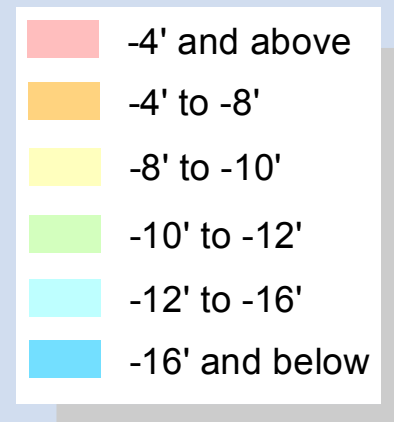 -4' and above
-4' to -8'
-8' to -10'
-10' to -12'
-12' to -16'
-16' and below